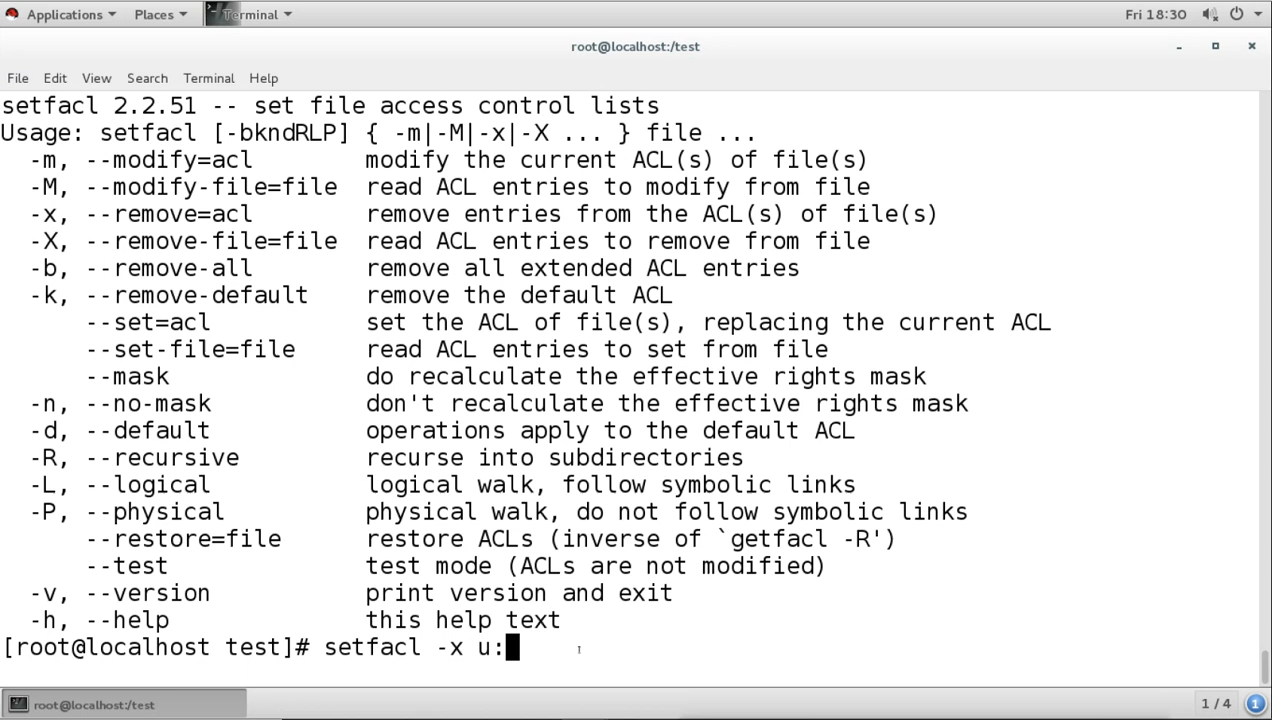 Applications Places Terminal Fri 18:30
root@localhost:/test
File Edit View Search Terminal Help
setfacl 2.2.51 -- set file access control lists
Usage: setfacl [-bkndRLP] { -m|-M|-x|-X ... } file ...
-m, --modify=acl modify the current ACL(s) of file(s)
-M, --modify-file=file read ACL entries to modify from file
-x, --remove=acl remove entries from the ACL(s) of file(s)
-X, --remove-file=file read ACL entries to remove from file
-b, --remove-all remove all extended ACL entries
-k, --remove-default remove the default ACL
--set=acl set the ACL of file(s), replacing the current ACL
--set-file=file read ACL entries to set from file
--mask do recalculate the effective rights mask
-n, --no-mask don't recalculate the effective rights mask
-d, --default operations apply to the default ACL
-R, --recursive recurse into subdirectories
-L, --logical logical walk, follow symbolic links
-P, --physical physical walk, do not follow symbolic links
--restore=file restore ACLs (inverse of `getfacl -R')
--test test mode (ACLs are not modified)
-v, --version print version and exit
-h, --help this help text
[root@localhost test]# setfacl -x u:
root@localhost:/test 1 / 4 1